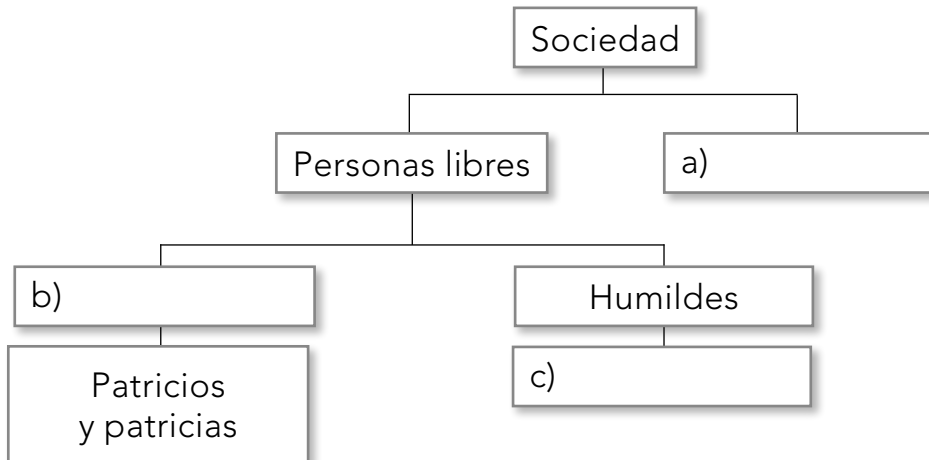 Sociedad
Personas libres
a)
b)
Humildes
Patricios
y patricias
c)